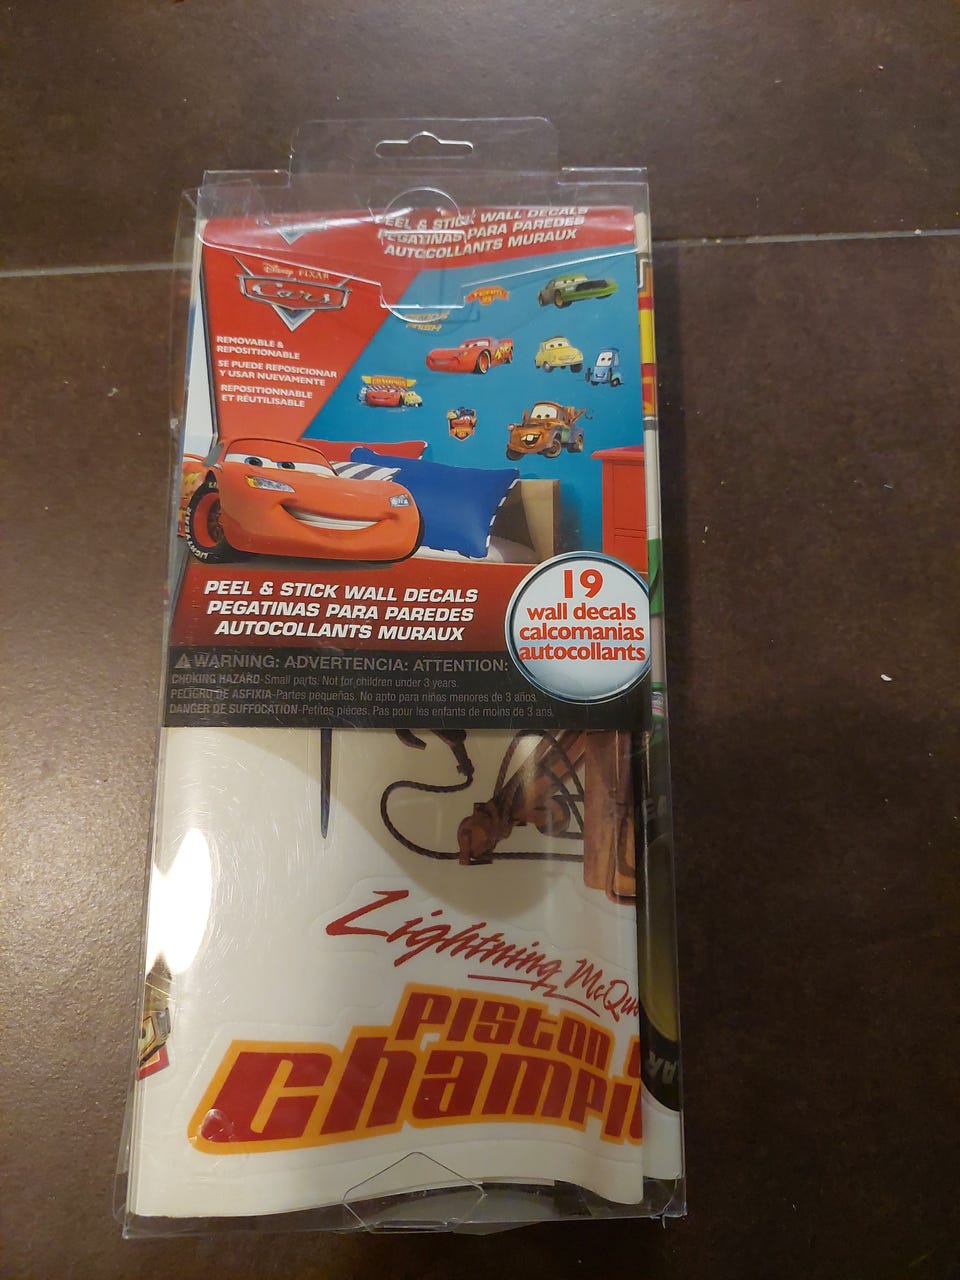 PEEL & STICK WALL DECALS
PEGATINAS PARA PAREDES
AUTOCOLLANTS MURAUX
Disney PIXAR
Cars
REMOVABLE &
REPOSITIONABLE
SE PUEDE REPOSICIONAR
Y USAR NUEVAMENTE
REPOSITIONNABLE
ET RÉUTILISABLE
LIGHTYEAR
PEEL & STICK WALL DECALS
PEGATINAS PARA PAREDES
AUTOCOLLANTS MURAUX
19
wall decals
calcomanias
autocollants
WARNING: ADVERTENCIA: ATTENTION:
CHOKING HAZARD-Small parts. Not for children under 3 years.
PELIGRO DE ASFIXIA-Partes pequeñas. No apto para niños menores de 3 años.
DANGER DE SUFFOCATION-Petites pièces. Pas pour les enfants de moins de 3 ans.
Lightning McQue
Piston
Champi